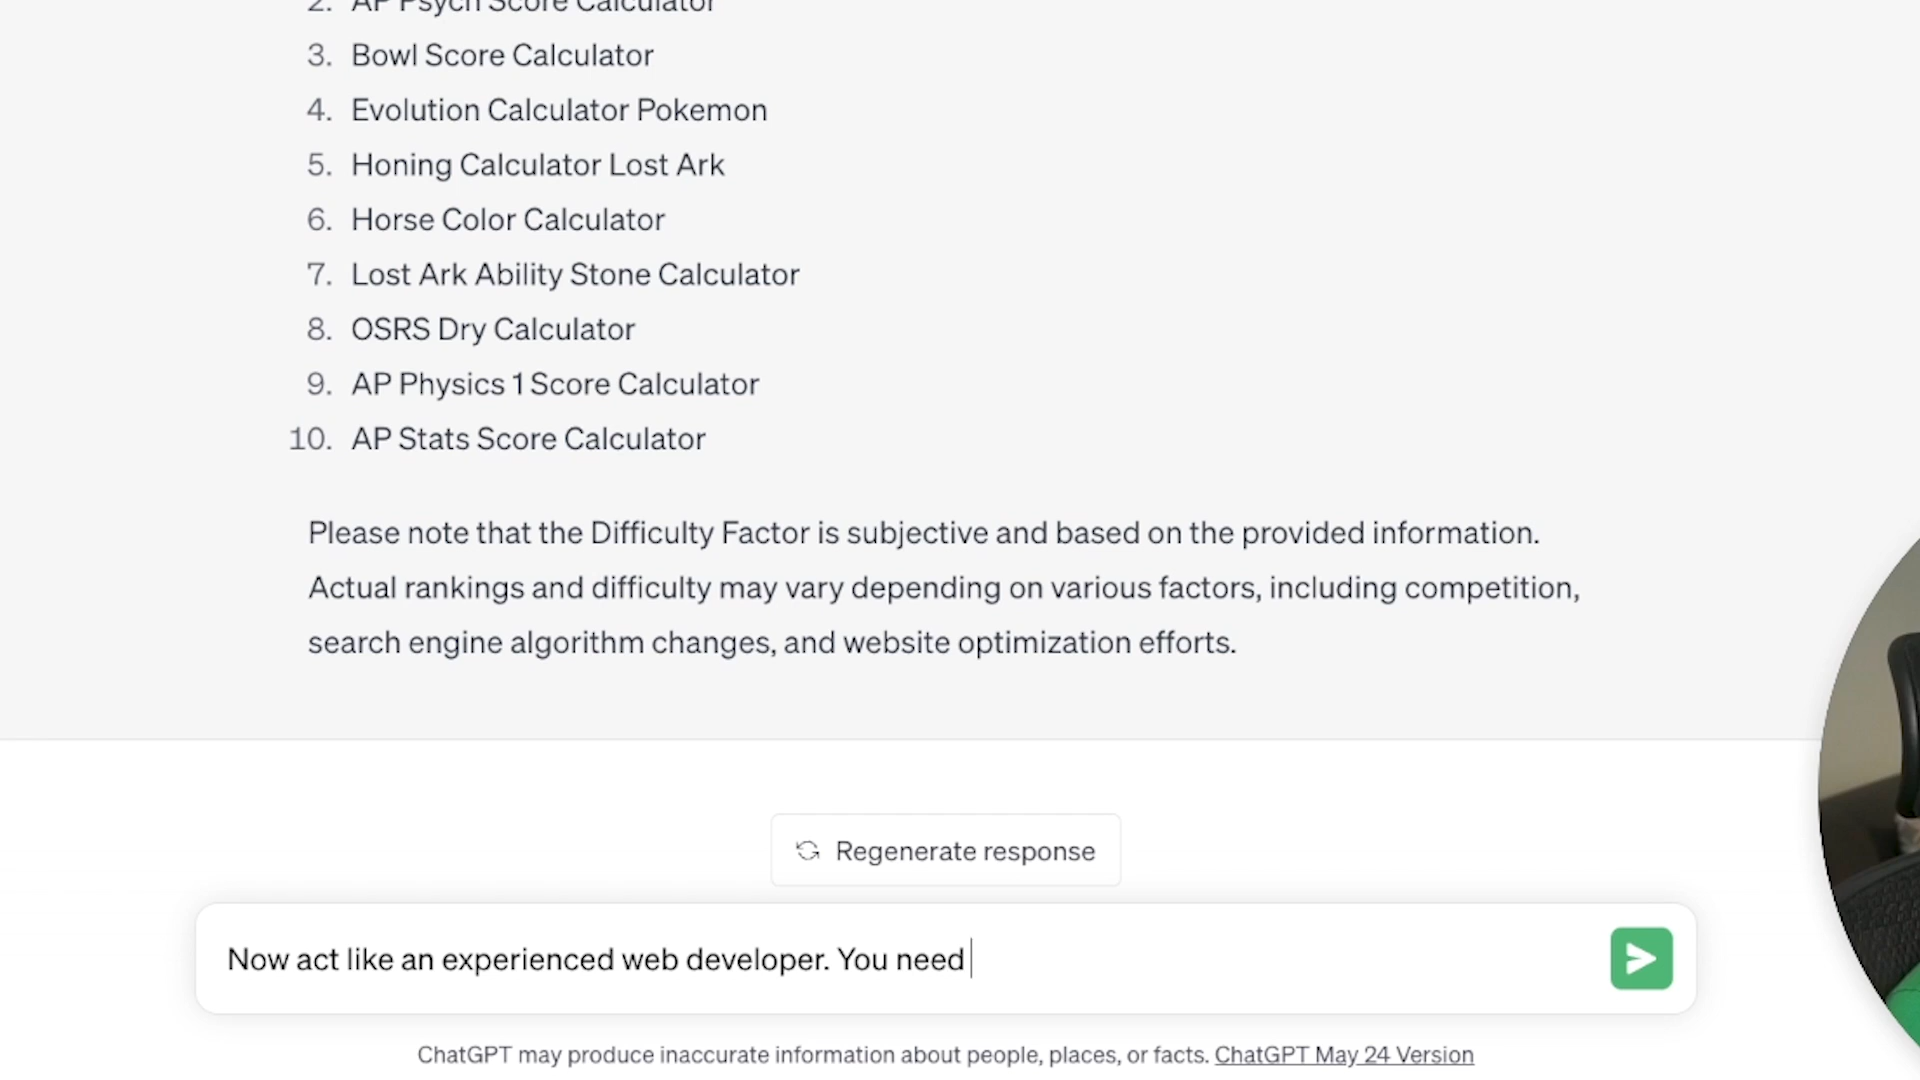 2. AP Psych Score Calculator
3. Bowl Score Calculator
4. Evolution Calculator Pokemon
5. Honing Calculator Lost Ark
6. Horse Color Calculator
7. Lost Ark Ability Stone Calculator
8. OSRS Dry Calculator
9. AP Physics 1 Score Calculator
10. AP Stats Score Calculator
Please note that the Difficulty Factor is subjective and based on the provided information.
Actual rankings and difficulty may vary depending on various factors, including competition,
search engine algorithm changes, and website optimization efforts.
Regenerate response
Now act like an experienced web developer. You need
ChatGPT may produce inaccurate information about people, places, or facts. ChatGPT May 24 Version